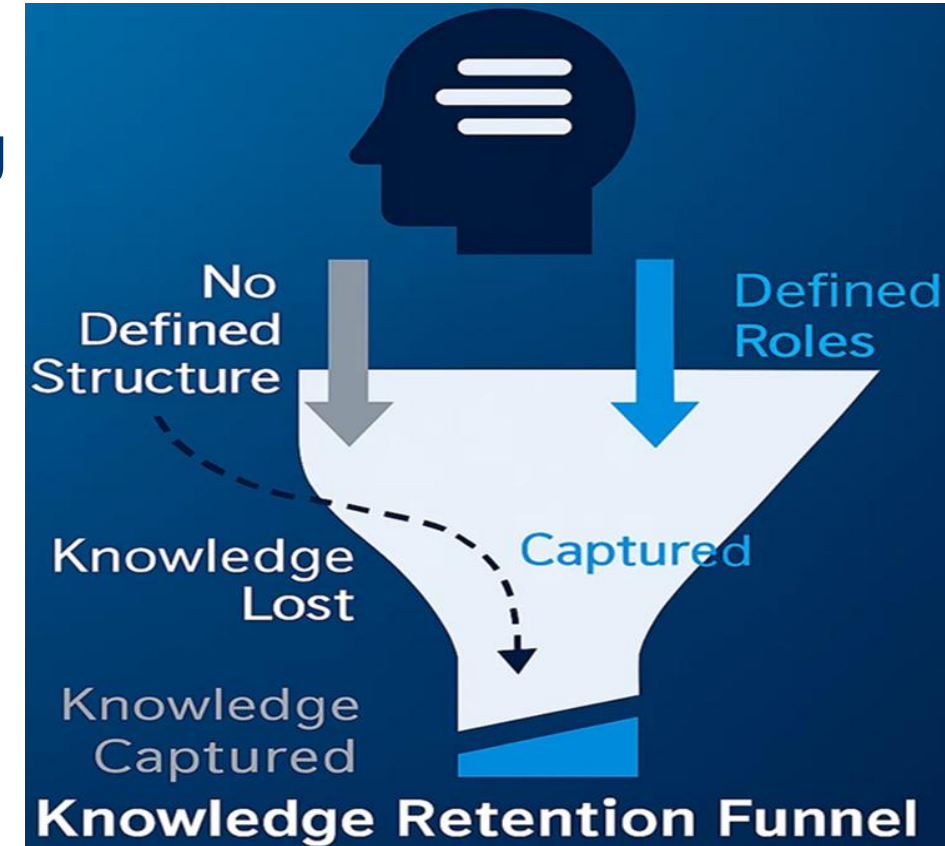 g
No
Defined
Structure
Defined
Roles
Knowledge
Lost
Captured
Knowledge
Captured
Knowledge Retention Funnel